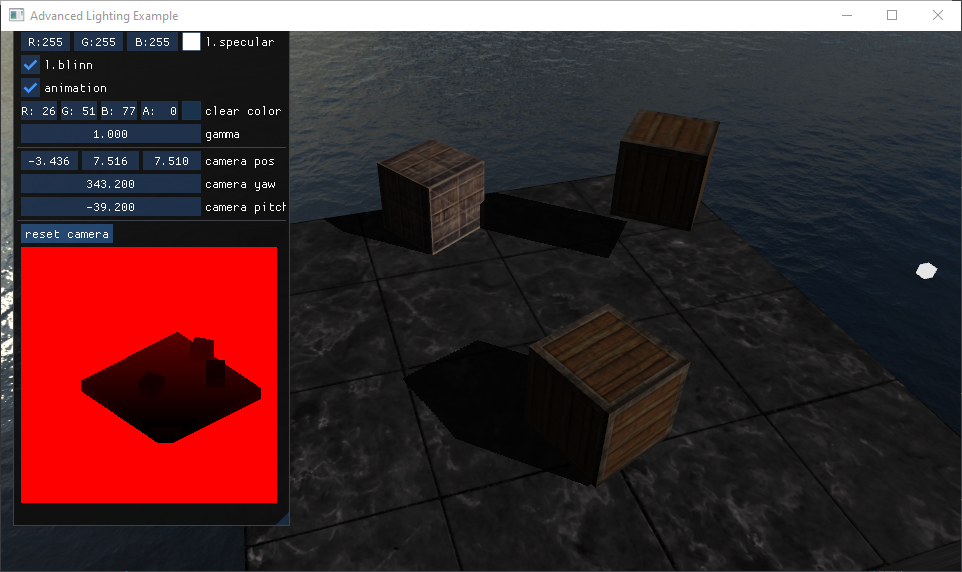 Advanced Lighting Example
R:255 G:255 B:255 l.specular
l.blinn
animation
R: 26 G: 51 B: 77 A: 0 clear color
1.000 gamma
-3.436 7.516 7.510 camera pos
343.200 camera yaw
-39.200 camera pitch
reset camera